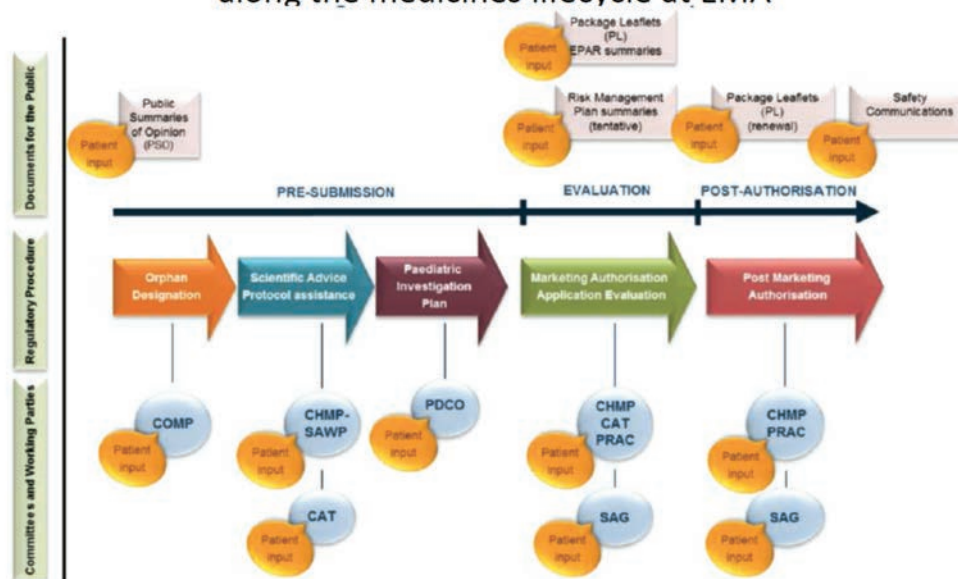 along the medicines lifecycle at EMA
Documents for the Public
Patient
input
Public
Summaries
of Opinion
(PSO)
Patient
input
Package Leaflets
(PL)
EPAR summaries
Patient
input
Risk Management
Plan summaries
(tentative)
Patient
input
Package Leaflets
(PL)
(renewal)
Patient
input
Safety
Communications
PRE-SUBMISSION
EVALUATION
POST-AUTHORISATION
Regulatory Procedure
Orphan
Designation
Scientific Advice
Protocol assistance
Paediatric
Investigation
Plan
Marketing Authorisation
Application Evaluation
Post Marketing
Authorisation
Committees and Working Parties
COMP
Patient
input
CHMP-
SAWP
Patient
input
CAT
Patient
input
PDCO
Patient
input
CHMP
CAT
PRAC
Patient
input
SAG
Patient
input
CHMP
PRAC
Patient
input
SAG
Patient
input